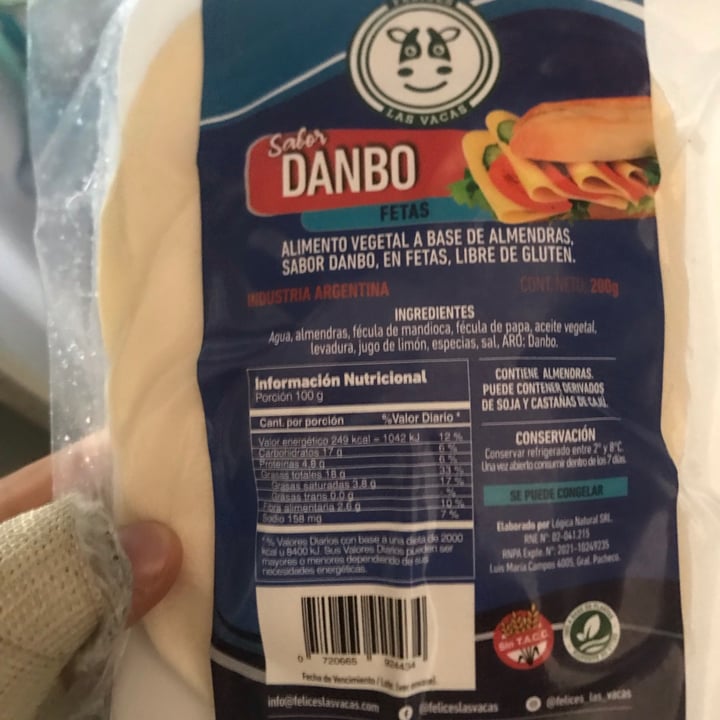 LAS VACAS
Sabor
DANBO
FETAS
ALIMENTO VEGETAL A BASE DE ALMENDRAS,
SABOR DANBO, EN FETAS, LIBRE DE GLUTEN.
INDUSTRIA ARGENTINA
CONT. NETO: 200g
INGREDIENTES
Agua, almendras, fécula de mandioca, fécula de papa, aceite vegetal,
levadura, jugo de limón, especias, sal, ARO: Danbo.
Información Nutricional
Porción 100 g
Cant. por porción %Valor Diario *
Valor energético 249 kcal = 1042 kJ 12 %
Carbohidratos 17 g 6 %
Proteínas 4.8 g
Grasas totales 18 g 33 %
Grasas saturadas 3.8 g 17 %
Grasas trans 0.0 g
Fibra alimentaria 2.6 g 10 %
Sodio 158 mg 7 %
*% Valores Diarios con base a una dieta de 2000
kcal u 8400 kJ. Sus Valores Diarios pueden ser
mayores o menores dependiendo de sus
necesidades energéticas.
CONTIENE ALMENDRAS.
PUEDE CONTENER DERIVADOS
DE SOJA Y CASTAÑAS DE CAJÚ.
CONSERVACIÓN
Conservar refrigerado entre 2° y 8°C.
Una vez abierto consumir dentro de los 7 días.
SE PUEDE CONGELAR
Elaborado por Lógica Natural SRL.
RNE N°: 02-041.215
RNPA Expte. N°: 2021-10249235
Luis María Campos 4005, Gral. Pacheco.
Sin T.A.C.C.
0 720665 924434
Fecha de Vencimiento / Lote:
info@feliceslasvacas.com
@feliceslasvacas
@felices_las_vacas